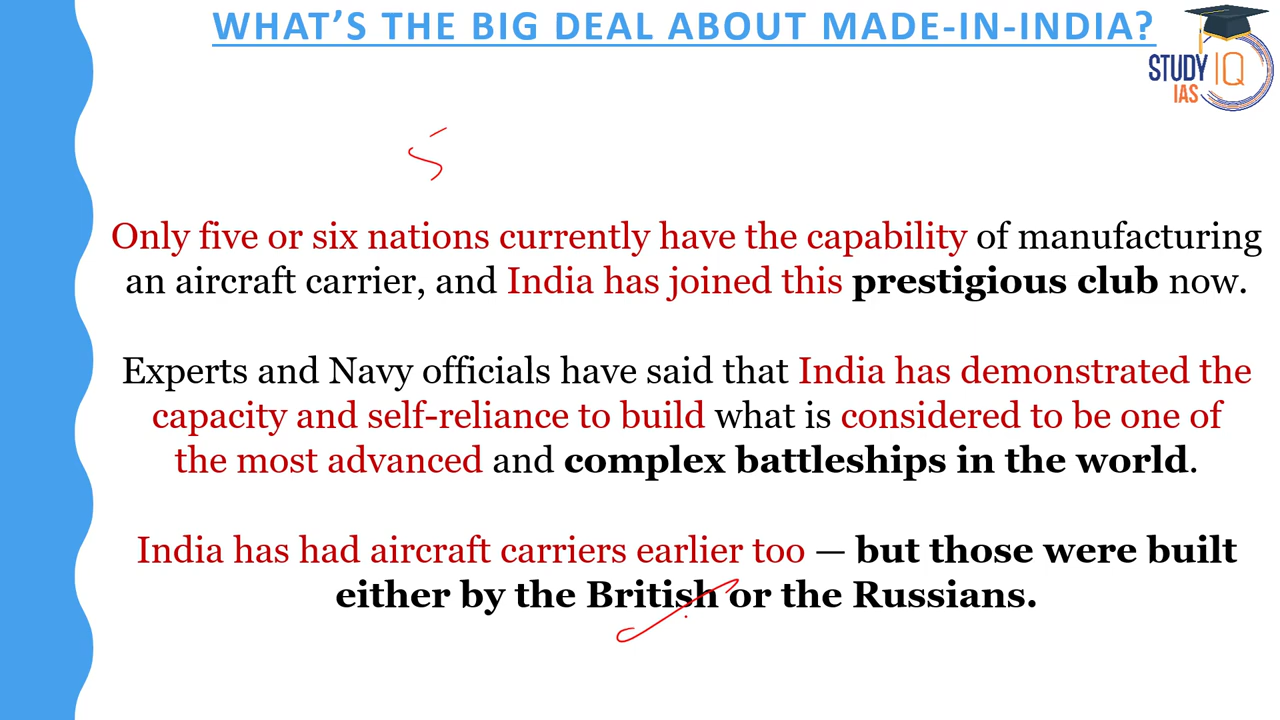 WHAT'S THE BIG DEAL ABOUT MADE-IN-INDIA?
STUDY IQ
IAS
5
Only five or six nations currently have the capability of manufacturing
an aircraft carrier, and India has joined this prestigious club now.
Experts and Navy officials have said that India has demonstrated the
capacity and self-reliance to build what is considered to be one of
the most advanced and complex battleships in the world.
India has had aircraft carriers earlier too — but those were built
either by the British or the Russians.